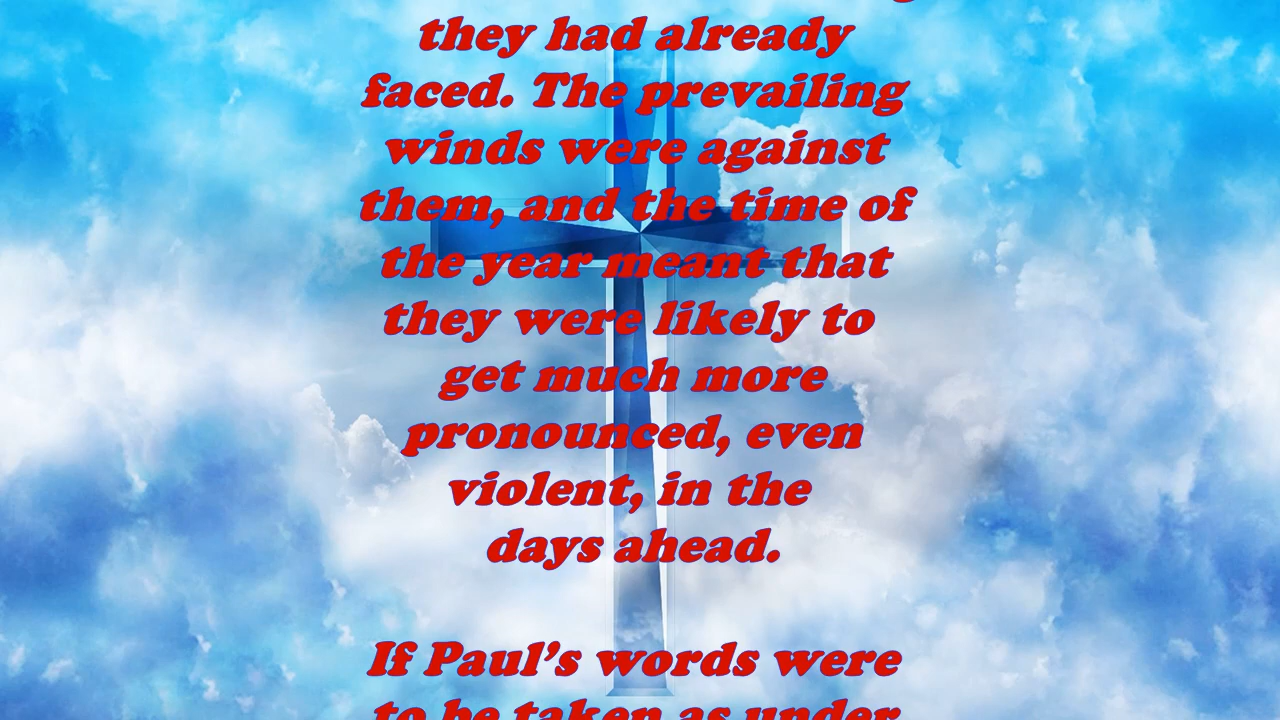 they had already
faced. The prevailing
winds were against
them, and the time of
the year meant that
they were likely to
get much more
pronounced, even
violent, in the
days ahead.
If Paul’s words were
to be taken as under